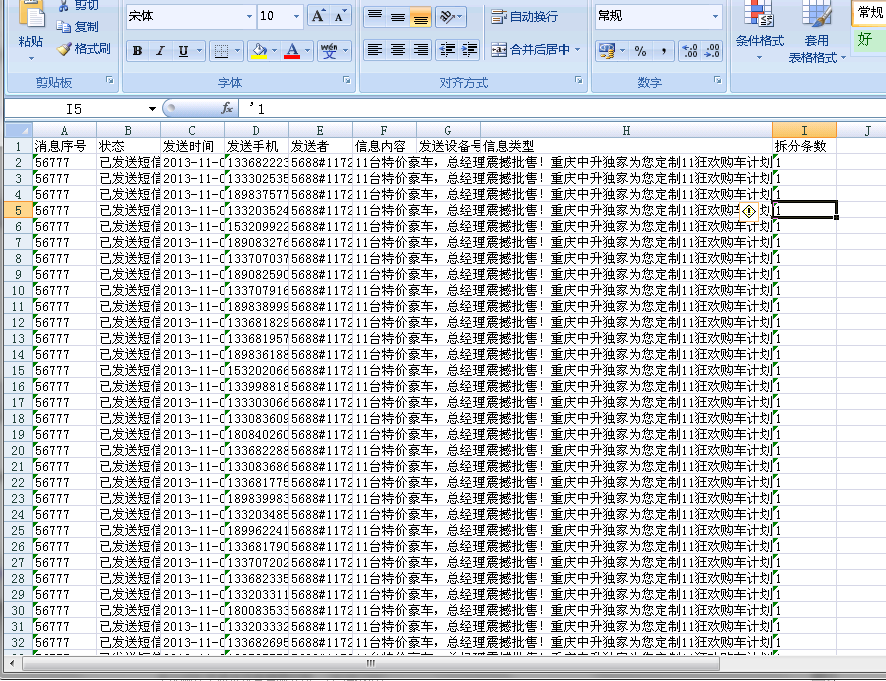 剪切
粘贴 复制
格式刷
剪贴板
宋体 10 A A
B I U A wén
字体
自动换行
合并后居中
对齐方式
常规
% ,
数字
条件格式 套用
表格格式
常规
好
I5 fx '1
A B C D E F G H I J
1 消息序号 状态 发送时间 发送手机 发送者 信息内容 发送设备号 信息类型 拆分条数
2 56777 已发送短信 2013-11-0 133682223 5688#1172 11台特价豪车，总经理震撼批售！重庆中升独家为您定制11狂欢购车计划 1
3 56777 已发送短信 2013-11-0 133302535 5688#1172 11台特价豪车，总经理震撼批售！重庆中升独家为您定制11狂欢购车计划 1
4 56777 已发送短信 2013-11-0 189837577 5688#1172 11台特价豪车，总经理震撼批售！重庆中升独家为您定制11狂欢购车计划 1
5 56777 已发送短信 2013-11-0 133203524 5688#1172 11台特价豪车，总经理震撼批售！重庆中升独家为您定制11狂欢购车 1
6 56777 已发送短信 2013-11-0 153209922 5688#1172 11台特价豪车，总经理震撼批售！重庆中升独家为您定制11狂欢购车计划 1
7 56777 已发送短信 2013-11-0 189083276 5688#1172 11台特价豪车，总经理震撼批售！重庆中升独家为您定制11狂欢购车计划 1
8 56777 已发送短信 2013-11-0 133707037 5688#1172 11台特价豪车，总经理震撼批售！重庆中升独家为您定制11狂欢购车计划 1
9 56777 已发送短信 2013-11-0 189082590 5688#1172 11台特价豪车，总经理震撼批售！重庆中升独家为您定制11狂欢购车计划 1
10 56777 已发送短信 2013-11-0 133707916 5688#1172 11台特价豪车，总经理震撼批售！重庆中升独家为您定制11狂欢购车计划 1
11 56777 已发送短信 2013-11-0 189838999 5688#1172 11台特价豪车，总经理震撼批售！重庆中升独家为您定制11狂欢购车计划 1
12 56777 已发送短信 2013-11-0 133681829 5688#1172 11台特价豪车，总经理震撼批售！重庆中升独家为您定制11狂欢购车计划 1
13 56777 已发送短信 2013-11-0 133681957 5688#1172 11台特价豪车，总经理震撼批售！重庆中升独家为您定制11狂欢购车计划 1
14 56777 已发送短信 2013-11-0 189836188 5688#1172 11台特价豪车，总经理震撼批售！重庆中升独家为您定制11狂欢购车计划 1
15 56777 已发送短信 2013-11-0 153202066 5688#1172 11台特价豪车，总经理震撼批售！重庆中升独家为您定制11狂欢购车计划 1
16 56777 已发送短信 2013-11-0 133998818 5688#1172 11台特价豪车，总经理震撼批售！重庆中升独家为您定制11狂欢购车计划 1
17 56777 已发送短信 2013-11-0 133303066 5688#1172 11台特价豪车，总经理震撼批售！重庆中升独家为您定制11狂欢购车计划 1
18 56777 已发送短信 2013-11-0 133083609 5688#1172 11台特价豪车，总经理震撼批售！重庆中升独家为您定制11狂欢购车计划 1
19 56777 已发送短信 2013-11-0 180840260 5688#1172 11台特价豪车，总经理震撼批售！重庆中升独家为您定制11狂欢购车计划 1
20 56777 已发送短信 2013-11-0 133682288 5688#1172 11台特价豪车，总经理震撼批售！重庆中升独家为您定制11狂欢购车计划 1
21 56777 已发送短信 2013-11-0 133083686 5688#1172 11台特价豪车，总经理震撼批售！重庆中升独家为您定制11狂欢购车计划 1
22 56777 已发送短信 2013-11-0 133681775 5688#1172 11台特价豪车，总经理震撼批售！重庆中升独家为您定制11狂欢购车计划 1
23 56777 已发送短信 2013-11-0 189839983 5688#1172 11台特价豪车，总经理震撼批售！重庆中升独家为您定制11狂欢购车计划 1
24 56777 已发送短信 2013-11-0 133203485 5688#1172 11台特价豪车，总经理震撼批售！重庆中升独家为您定制11狂欢购车计划 1
25 56777 已发送短信 2013-11-0 189962241 5688#1172 11台特价豪车，总经理震撼批售！重庆中升独家为您定制11狂欢购车计划 1
26 56777 已发送短信 2013-11-0 133681790 5688#1172 11台特价豪车，总经理震撼批售！重庆中升独家为您定制11狂欢购车计划 1
27 56777 已发送短信 2013-11-0 133707202 5688#1172 11台特价豪车，总经理震撼批售！重庆中升独家为您定制11狂欢购车计划 1
28 56777 已发送短信 2013-11-0 133682335 5688#1172 11台特价豪车，总经理震撼批售！重庆中升独家为您定制11狂欢购车计划 1
29 56777 已发送短信 2013-11-0 133203311 5688#1172 11台特价豪车，总经理震撼批售！重庆中升独家为您定制11狂欢购车计划 1
30 56777 已发送短信 2013-11-0 180083533 5688#1172 11台特价豪车，总经理震撼批售！重庆中升独家为您定制11狂欢购车计划 1
31 56777 已发送短信 2013-11-0 133203332 5688#1172 11台特价豪车，总经理震撼批售！重庆中升独家为您定制11狂欢购车计划 1
32 56777 已发送短信 2013-11-0 133682695 5688#1172 11台特价豪车，总经理震撼批售！重庆中升独家为您定制11狂欢购车计划 1